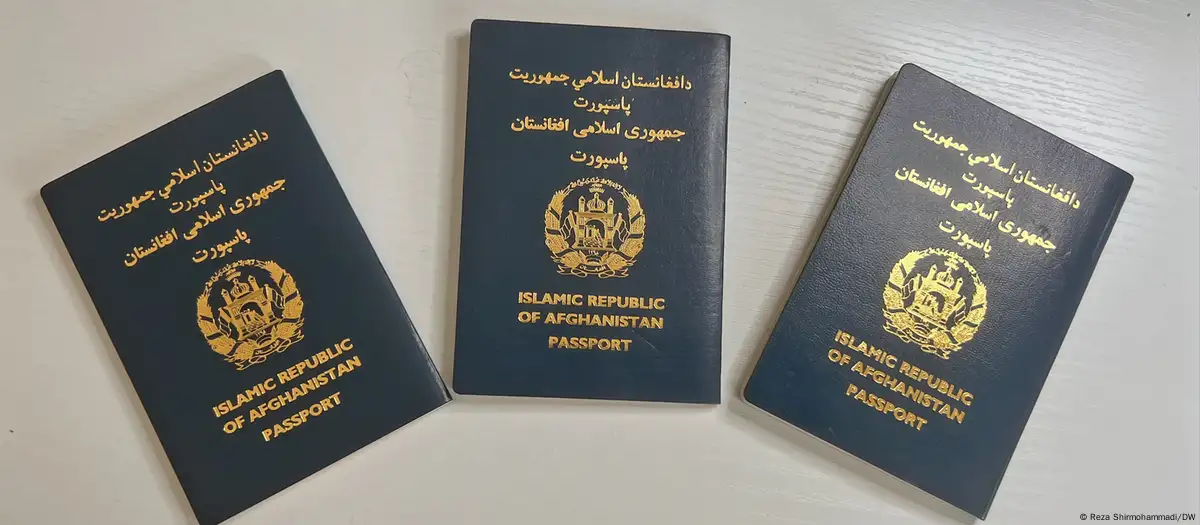 دافغانستان اسلامي جمهوریت
پاسپورت
جمهوری اسلامی افغانستان
پاسپورت
ISLAMIC REPUBLIC
OF AFGHANISTAN
PASSPORT
دافغانستان اسلامي جمهوریت
پاسپورت
جمهوری اسلامی افغانستان
پاسپورت
ISLAMIC REPUBLIC
OF AFGHANISTAN
PASSPORT
دافغانستان اسلامي جمهوریت
پاسپورت
جمهوری اسلامی افغانستان
پاسپورت
ISLAMIC REPUBLIC
OF AFGHANISTAN
PASSPORT
© Reza Shirmohammadi/DW